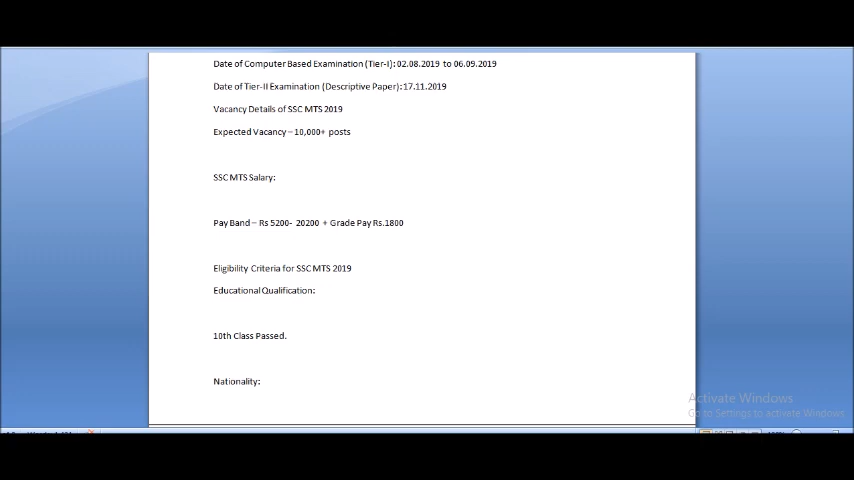 Date of Computer Based Examination (Tier-I): 02.08.2019 to 06.09.2019
Date of Tier-II Examination (Descriptive Paper): 17.11.2019
Vacancy Details of SSC MTS 2019
Expected Vacancy – 10,000+ posts
SSC MTS Salary:
Pay Band – Rs 5200- 20200 + Grade Pay Rs.1800
Eligibility Criteria for SSC MTS 2019
Educational Qualification:
10th Class Passed.
Nationality:
Activate Windows
Go to Settings to activate Windows.